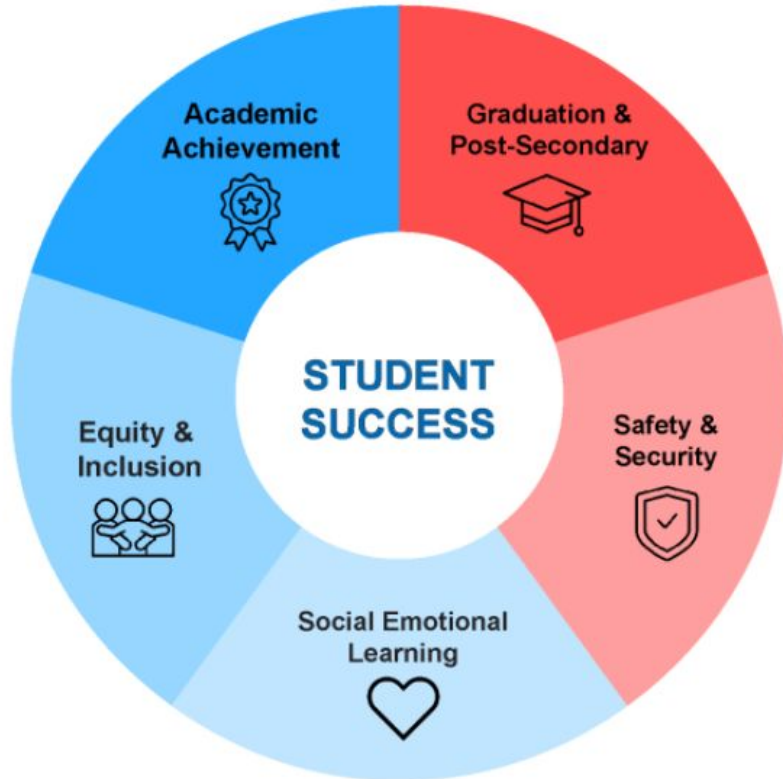 Academic
Achievement
Graduation &
Post-Secondary
STUDENT
SUCCESS
Equity &
Inclusion
Safety &
Security
Social Emotional
Learning